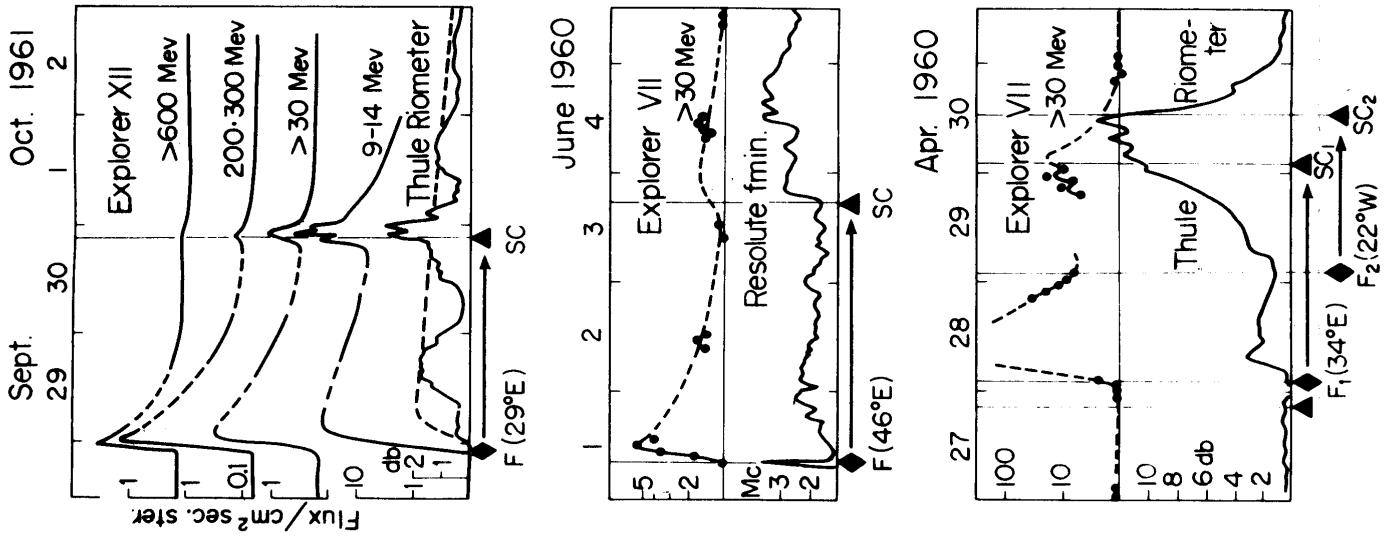 Sept. Oct. 1961
29 30 1 2
Explorer XII
>600 Mev
200·300 Mev
>30 Mev
9-14 Mev
Thule Riometer
Flux/cm² sec. ster.
1
1
0.1
1
10
1
db
2
1
F (29°E) SC
June 1960
1 2 3 4
Explorer VII
>30 Mev
Resolute fmin.
5
2
Mc
3
2
F (46°E) SC
Apr. 1960
27 28 29 30
Explorer VII
>30 Mev
Thule Riome-
ter
100
10
10
8
6 db
4
2
F₁ (34°E) SC₁
F₂ (22°W) SC₂